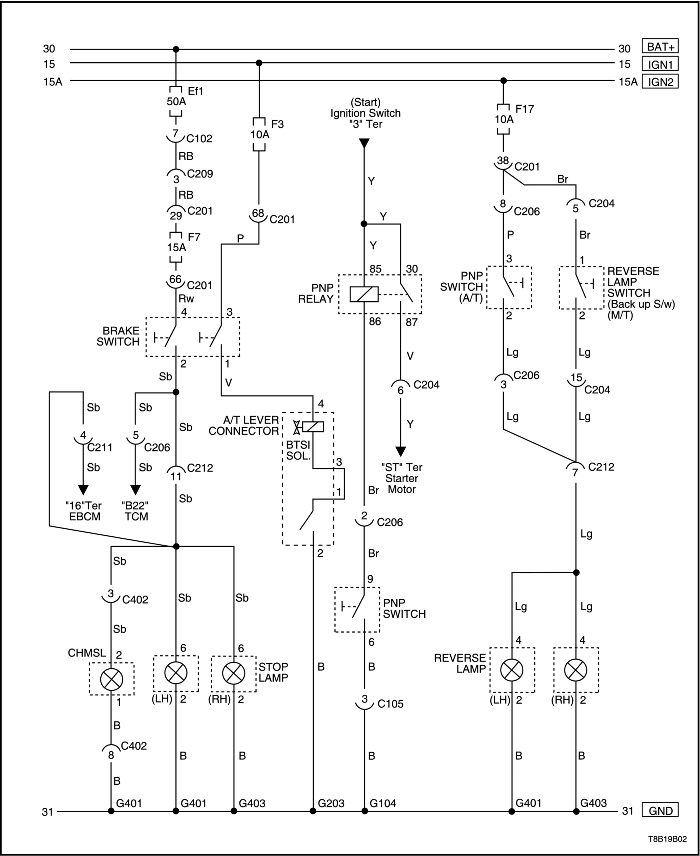 30 30 BAT+
15 15 IGN1
15A 15A IGN2
Ef1
50A
7 C102
RB
3 C209
RB
29 C201
F7
15A
66 C201
Rw
F3
10A
68 C201
P
BRAKE
SWITCH
4 3
2 1
Sb V
(Start)
Ignition Switch
"3" Ter
Y
Y
Y
85 30
PNP
RELAY
86 87
V
6 C204
Y
"ST" Ter
Starter
Motor
F17
10A
38 C201
Br
8 C206
5 C204
P Br
3 1
PNP
SWITCH
(A/T)
REVERSE
LAMP
SWITCH
(Back up S/w)
(M/T)
2 2
Lg Lg
3 C206
15 C204
Lg Lg
7 C212
Lg
Lg Lg
Sb Sb Sb
4 C211
5 C206
Sb Sb
"16"Ter
EBCM
"B22"
TCM
11 C212
Sb
A/T LEVER
CONNECTOR
4
BTSI
SOL.
3
1
2
Br
2 C206
Br
9
PNP
SWITCH
6
B
3 C105
B
B
Sb Sb Sb
3 C402
Sb
CHMSL 2
1
B
8 C402
B
6 6
STOP
LAMP
(LH) 2 (RH) 2
B B
REVERSE
LAMP
4 4
(LH) 2 (RH) 2
B B
31 G401 G401 G403 G203 G104 G401 G403 31 GND
T8B19B02